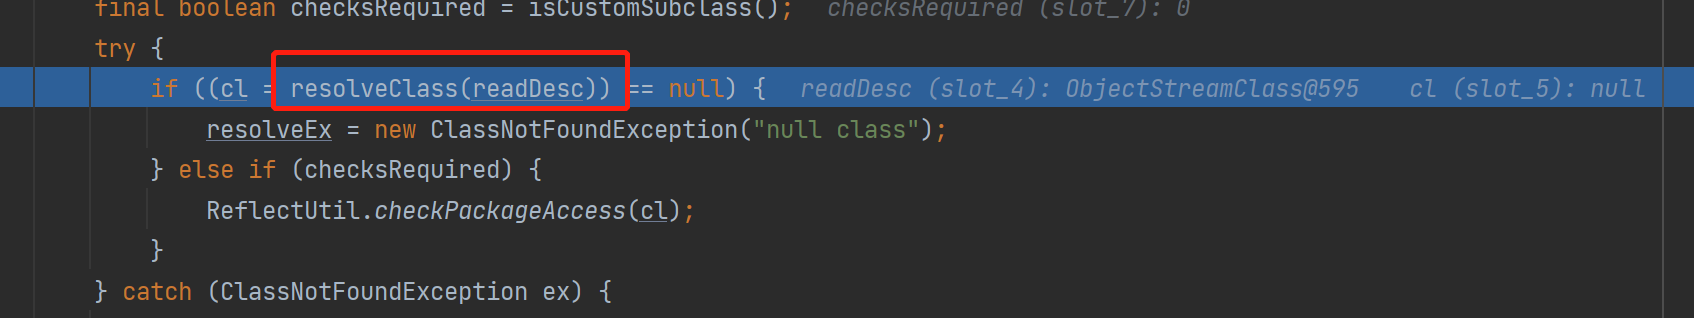 final boolean checksRequired = isCustomSubclass(); checksRequired (slot_7): 0
try {
if ((cl = resolveClass(readDesc)) == null) { readDesc (slot_4): ObjectStreamClass@595 cl (slot_5): null
resolveEx = new ClassNotFoundException("null class");
} else if (checksRequired) {
ReflectUtil.checkPackageAccess(cl);
}
} catch (ClassNotFoundException ex) {